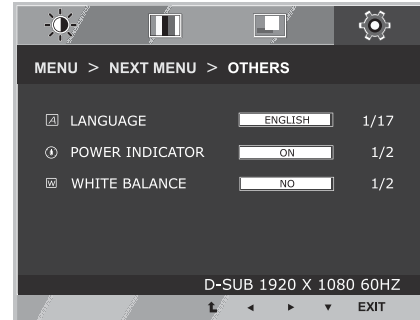 MENU > NEXT MENU > OTHERS
LANGUAGE ENGLISH 1/17
POWER INDICATOR ON 1/2
WHITE BALANCE NO 1/2
D-SUB 1920 X 1080 60HZ
EXIT